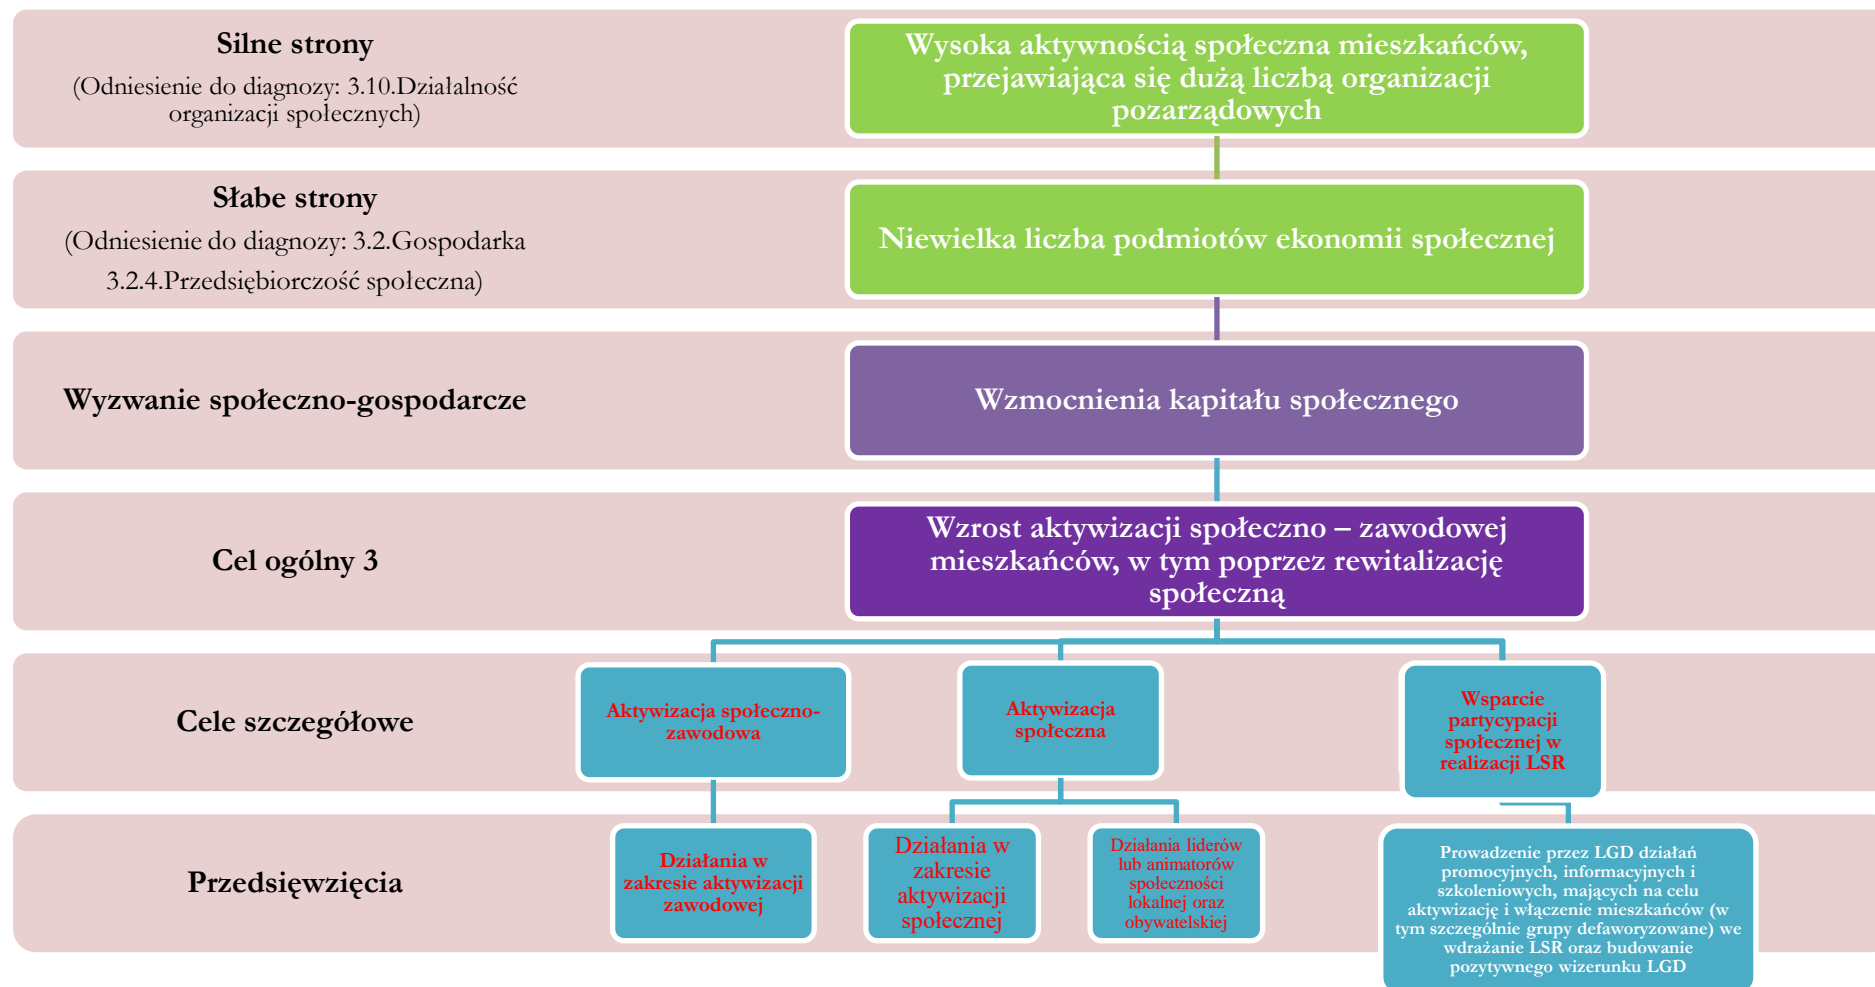 Silne strony
(Odniesienie do diagnozy: 3.10.Działalność
organizacji społecznych)
Wysoka aktywnością społeczna mieszkańców,
przejawiająca się dużą liczbą organizacji
pozarządowych
Słabe strony
(Odniesienie do diagnozy: 3.2.Gospodarka
3.2.4.Przedsiębiorczość społeczna)
Niewielka liczba podmiotów ekonomii społecznej
Wyzwanie społeczno-gospodarcze
Wzmocnienia kapitału społecznego
Cel ogólny 3
Wzrost aktywizacji społeczno – zawodowej
mieszkańców, w tym poprzez rewitalizację
społeczną
Cele szczegółowe
Aktywizacja społeczno-
zawodowa
Aktywizacja
społeczna
Wsparcie
partycypacji
społecznej w
realizacji LSR
Przedsięwzięcia
Działania w
zakresie aktywizacji
zawodowej
Działania w
zakresie
aktywizacji
społecznej
Działania liderów
lub animatorów
społeczności
lokalnej oraz
obywatelskiej
Prowadzenie przez LGD działań
promocyjnych, informacyjnych i
szkoleniowych, mających na celu
aktywizację i włączenie mieszkańców (w
tym szczególnie grupy defaworyzowane) we
wdrażanie LSR oraz budowanie
pozytywnego wizerunku LGD